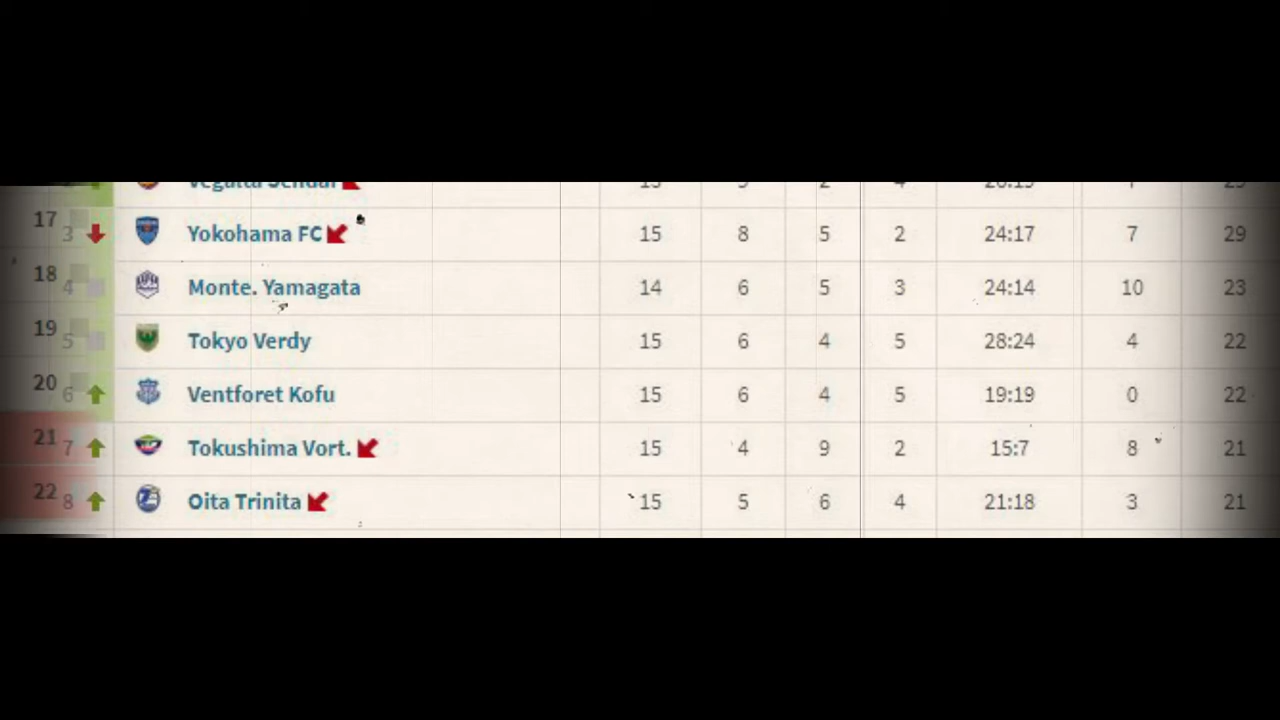 Vegalta Sendai
17 3 Yokohama FC 15 8 5 2 24:17 7 29
18 4 Monte. Yamagata 14 6 5 3 24:14 10 23
19 5 Tokyo Verdy 15 6 4 5 28:24 4 22
20 6 Ventforet Kofu 15 6 4 5 19:19 0 22
21 7 Tokushima Vort. 15 4 9 2 15:7 8 21
22 8 Oita Trinita 15 5 6 4 21:18 3 21